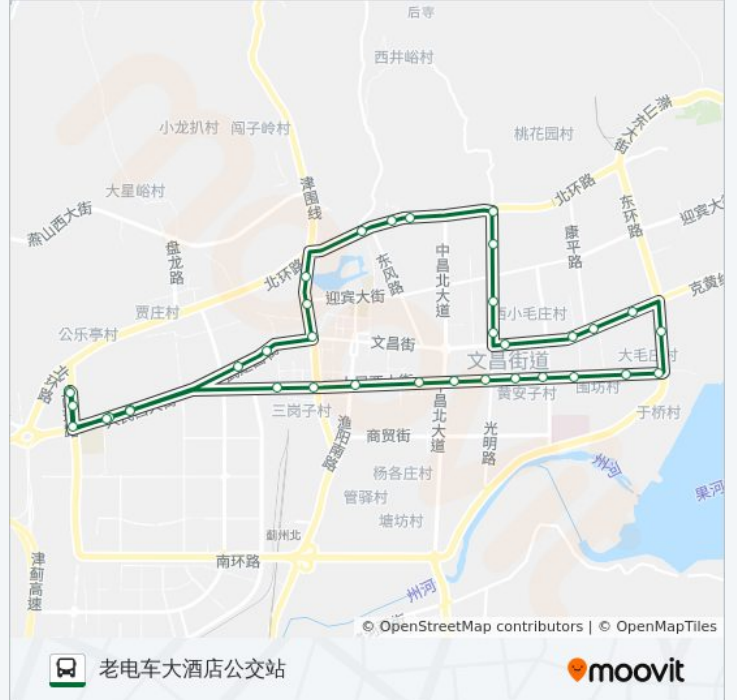 后寺
西井峪村
小龙扒村
闯子岭村
桃花园村
东山东大街
大星峪村
津围线
北环路
东环路
迎宾大
燕山西大街
盘龙路
中昌北大道
康平路
东风路
北环路
克黄线
迎宾大街
贾庄村
西小毛庄村
公乐亭村
文昌街
文昌街道
大毛庄村
黄安子村
围坊村
三岗子村
昌北大道
于桥村
渔阳南路
商贸街
光明路
州河
杨各庄村
果河
管驿村
塘坊村
蓟州北
南环路
津蓟高速
州河
© OpenStreetMap contributors | © OpenMapTiles
老电车大酒店公交站
moovit